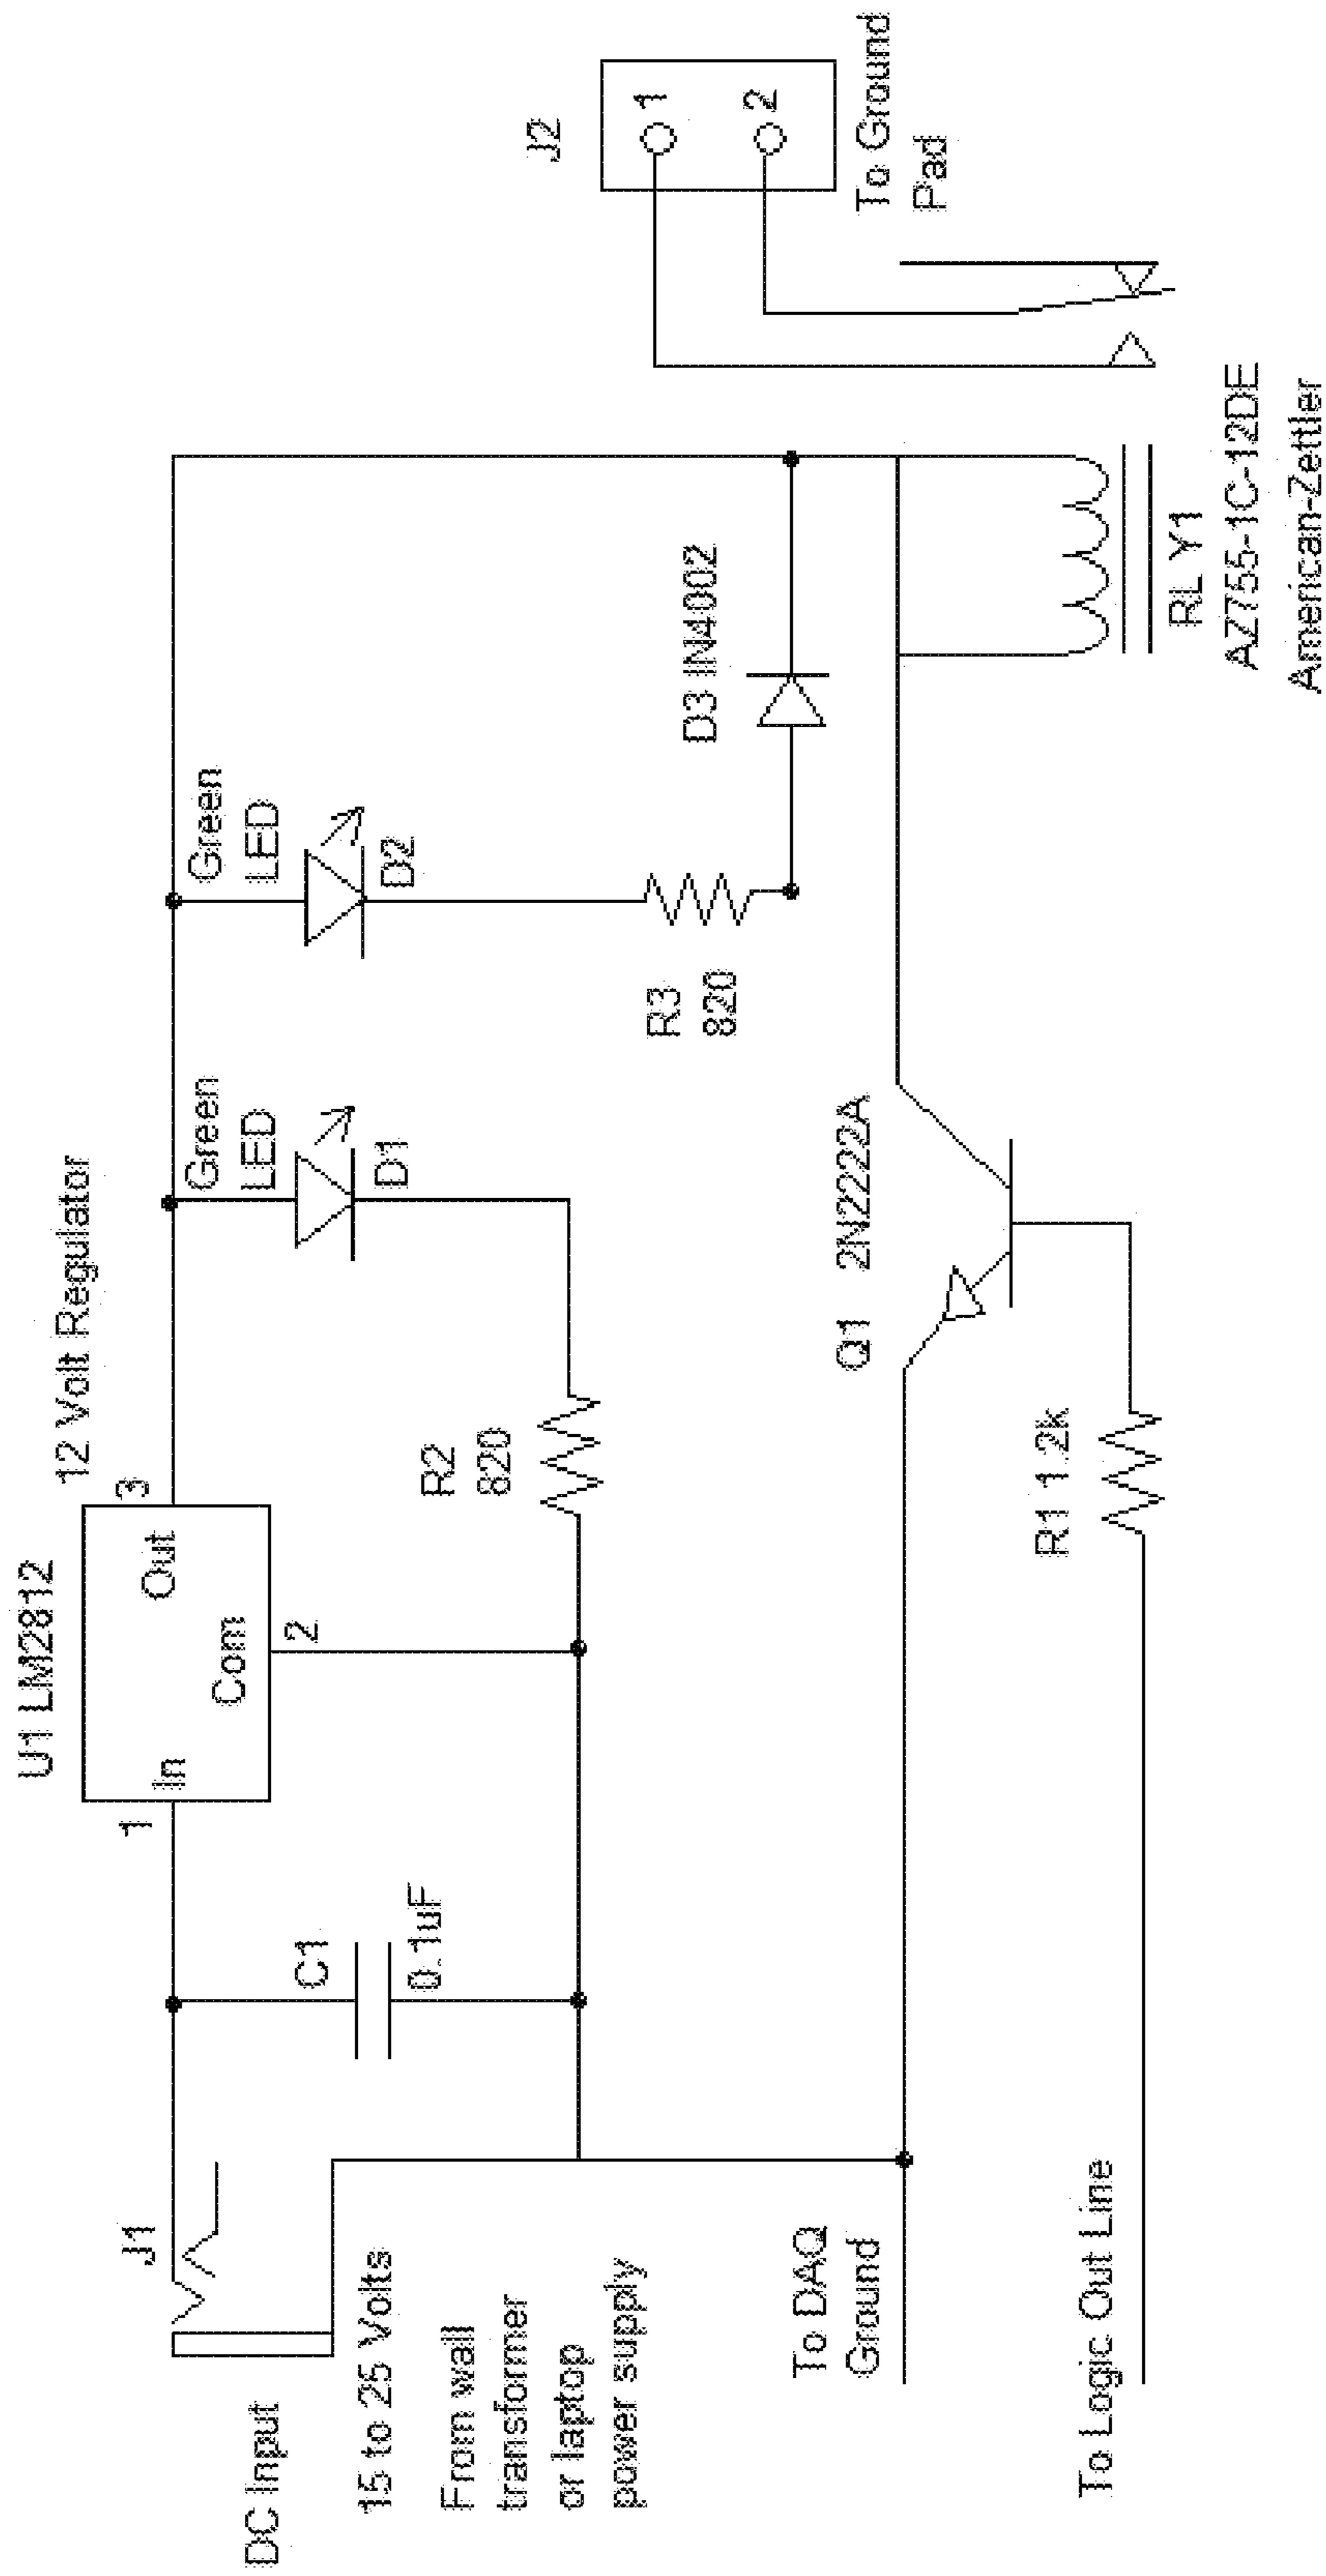 U1 LM2812
12 Volt Regulator
1
In
Out
3
Com
2
J1
DC Input
15 to 25 Volts
From wall
transformer
or laptop
power supply
C1
0.1uF
R2
820
Green
LED
D1
Green
LED
D2
R3
820
D3 IN4002
J2
1
2
To Ground
Pad
To DAQ
Ground
Q1 2N222A
R1 1.2k
To Logic Out Line
RLY1
AZ755-1C-12DE
American-Zettler